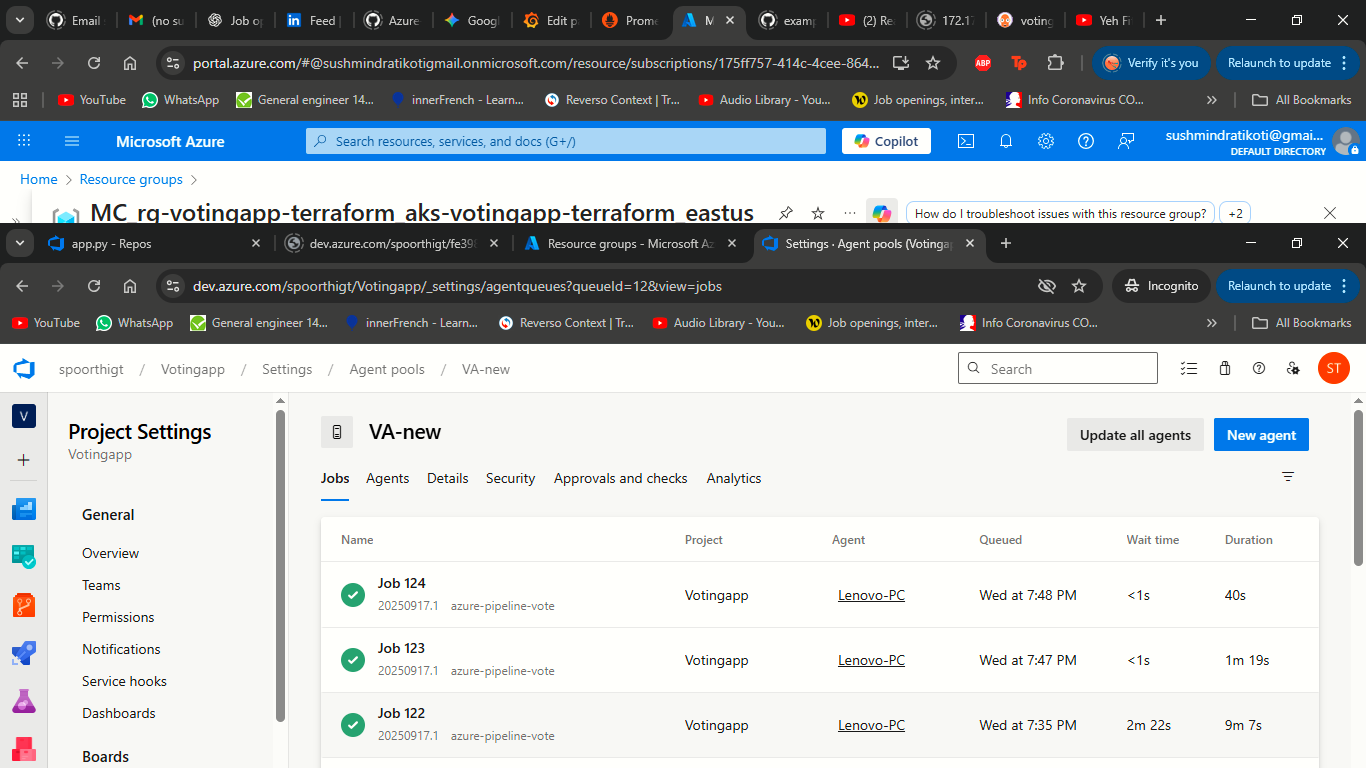 Email
(no su
Job op
Feed
Azure-
Googl
Edit pa
Prome
M
examp
(2) Rea
172.17
voting
Yeh Fi
portal.azure.com/#@sushmindratikotigmail.onmicrosoft.com/resource/subscriptions/175ff757-414c-4cee-864...
ABP
Tp
Verify it's you
Relaunch to update
YouTube
WhatsApp
General engineer 14...
innerFrench - Learn...
Reverso Context | Tr...
Audio Library - You...
Job openings, inter...
Info Coronavirus CO...
»
All Bookmarks
Microsoft Azure
Search resources, services, and docs (G+/)
Copilot
sushmindratikoti@gmai...
DEFAULT DIRECTORY
Home > Resource groups >
MC_rg-votingapp-terraform_aks-votingapp-terraform_eastus
How do I troubleshoot issues with this resource group?
+2
app.py - Repos
dev.azure.com/spoorthigt/fe398
Resource groups - Microsoft Az
Settings · Agent pools (Votinga
dev.azure.com/spoorthigt/Votingapp/_settings/agentqueues?queueId=12&view=jobs
Incognito
Relaunch to update
YouTube
WhatsApp
General engineer 14...
innerFrench - Learn...
Reverso Context | Tr...
Audio Library - You...
Job openings, inter...
Info Coronavirus CO...
»
All Bookmarks
spoorthigt / Votingapp / Settings / Agent pools / VA-new
Search
ST
V
Project Settings
Votingapp
General
Overview
Teams
Permissions
Notifications
Service hooks
Dashboards
Boards
VA-new
Update all agents
New agent
Jobs Agents Details Security Approvals and checks Analytics
Name Project Agent Queued Wait time Duration
Job 124
20250917.1 azure-pipeline-vote
Votingapp Lenovo-PC Wed at 7:48 PM <1s 40s
Job 123
20250917.1 azure-pipeline-vote
Votingapp Lenovo-PC Wed at 7:47 PM <1s 1m 19s
Job 122
20250917.1 azure-pipeline-vote
Votingapp Lenovo-PC Wed at 7:35 PM 2m 22s 9m 7s